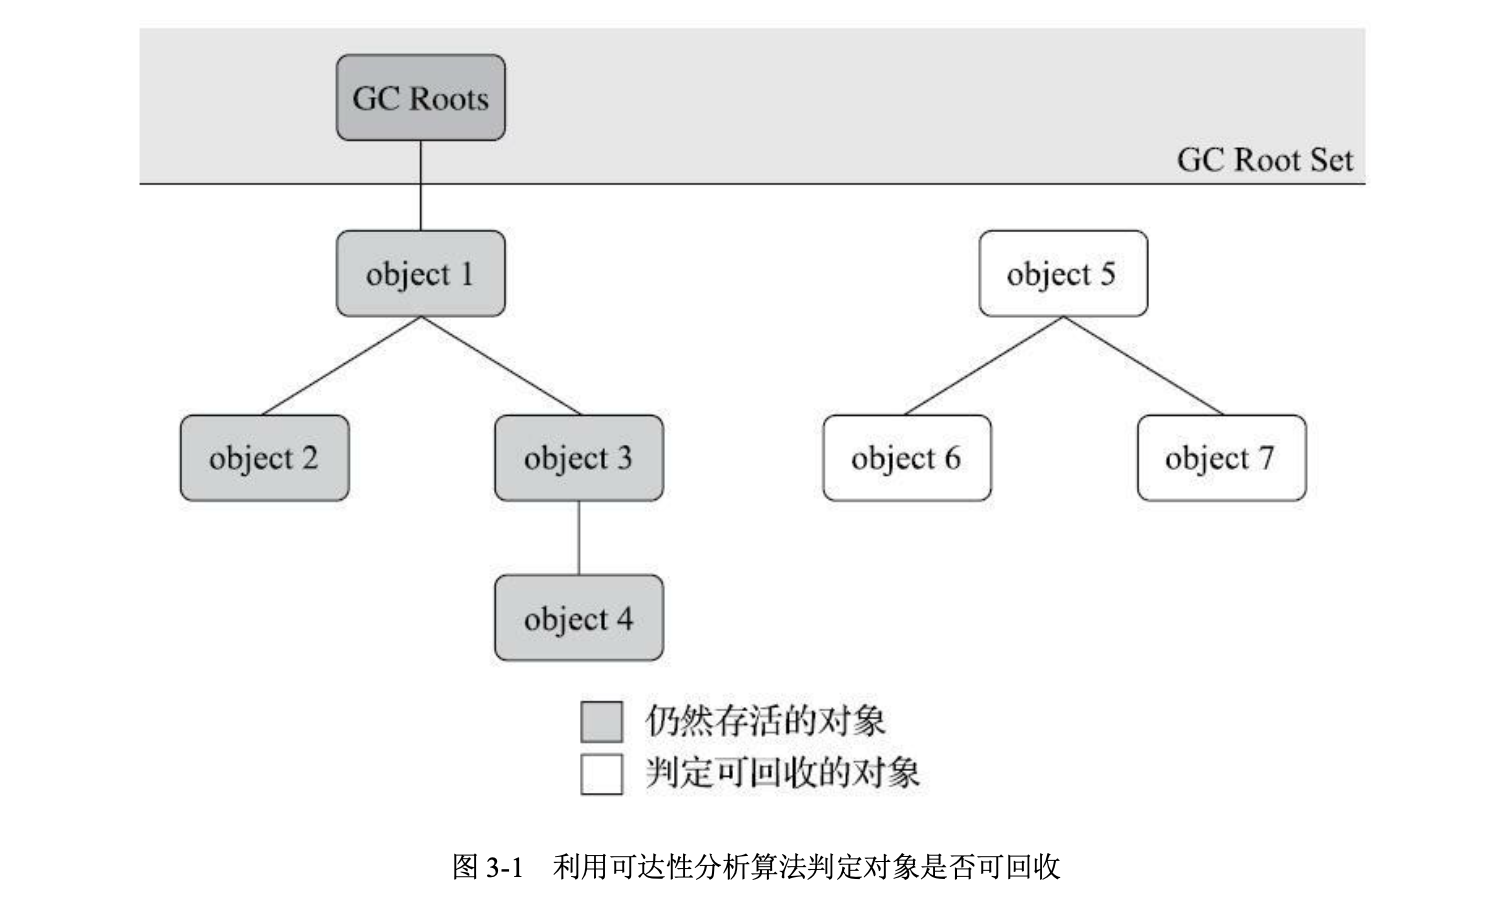 GC Roots
GC Root Set
object 1
object 5
object 2
object 3
object 6
object 7
object 4
仍然存活的对象
判定可回收的对象
图 3-1 利用可达性分析算法判定对象是否可回收